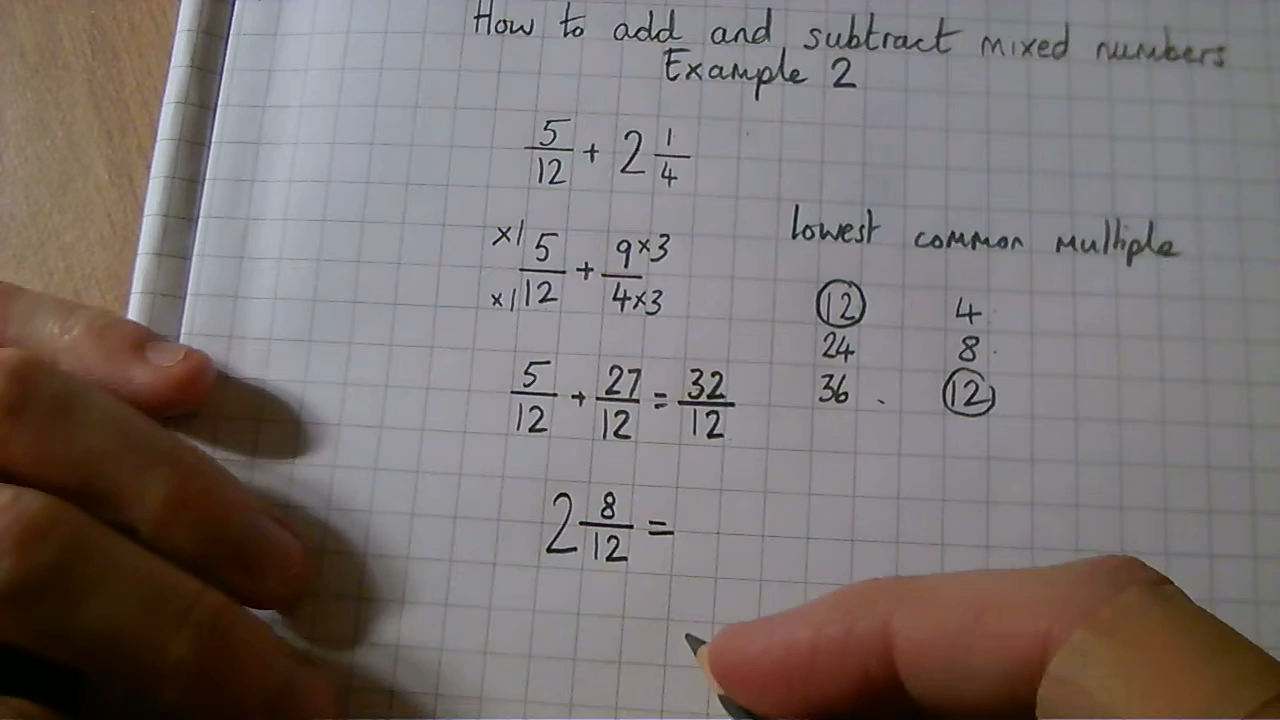 How to add and subtract mixed numbers
Example 2
5/12 + 2 1/4
lowest common multiple
×1 5/12 ×1 + 9×3/4×3
12 4
24 8
36 12
5/12 + 27/12 = 32/12
2 8/12 =